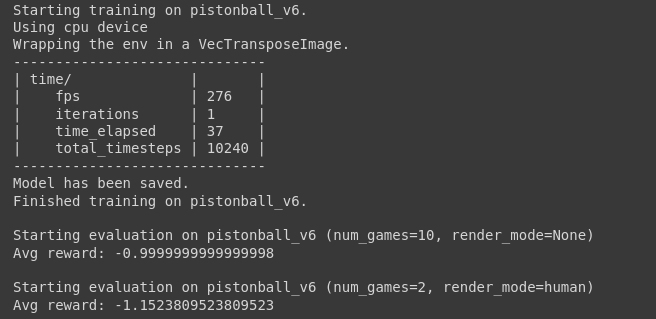 Starting training on pistonball_v6.
Using cpu device
Wrapping the env in a VecTransposeImage.
------------------------------
| time/              |       |
|    fps             | 276   |
|    iterations      | 1     |
|    time_elapsed    | 37    |
|    total_timesteps | 10240 |
------------------------------
Model has been saved.
Finished training on pistonball_v6.

Starting evaluation on pistonball_v6 (num_games=10, render_mode=None)
Avg reward: -0.9999999999999998

Starting evaluation on pistonball_v6 (num_games=2, render_mode=human)
Avg reward: -1.1523809523809523